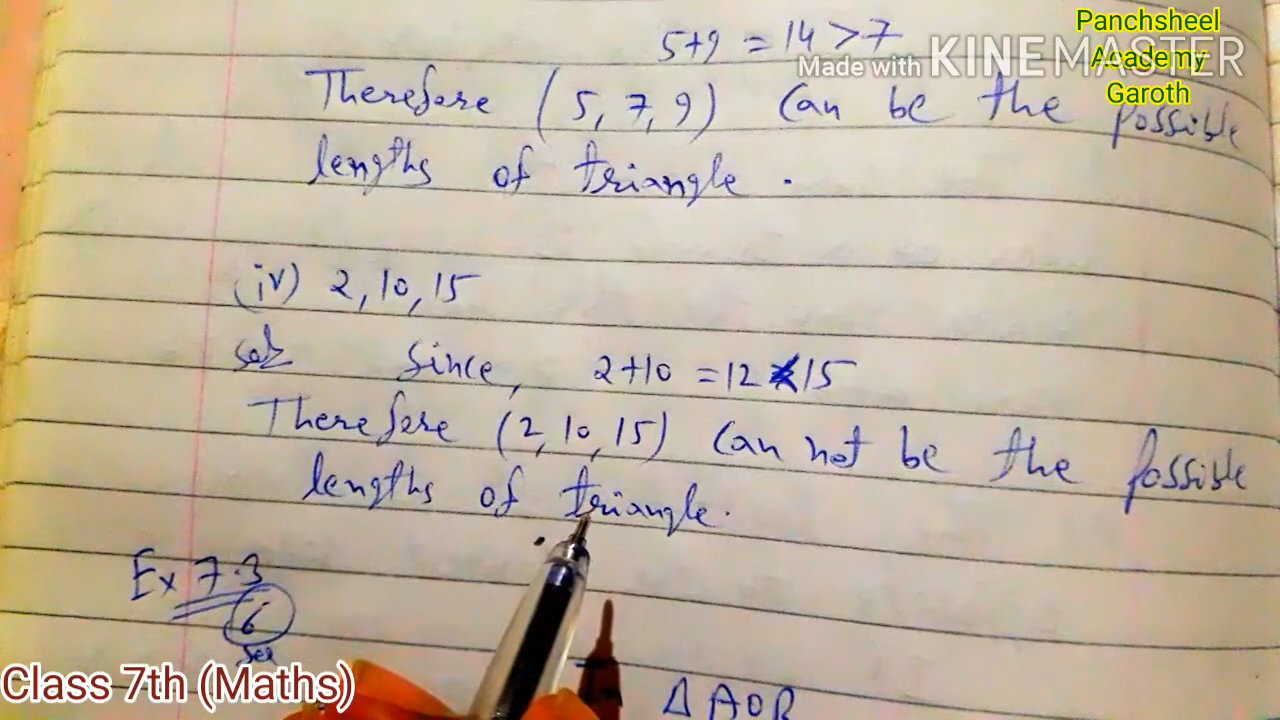 5+9 = 14 > 7
Panchsheel
Academy
Garoth
Made with KINEMASTER
Therefore (5, 7, 9) Can be the possible
lengths of triangle.
(iv) 2, 10, 15
Since, 2+10 = 12 ≮ 15
Therefore (2, 10, 15) Can not be the possible
lengths of triangle.
Ex 7.3
6
Class 7th (Maths)
Δ AOB